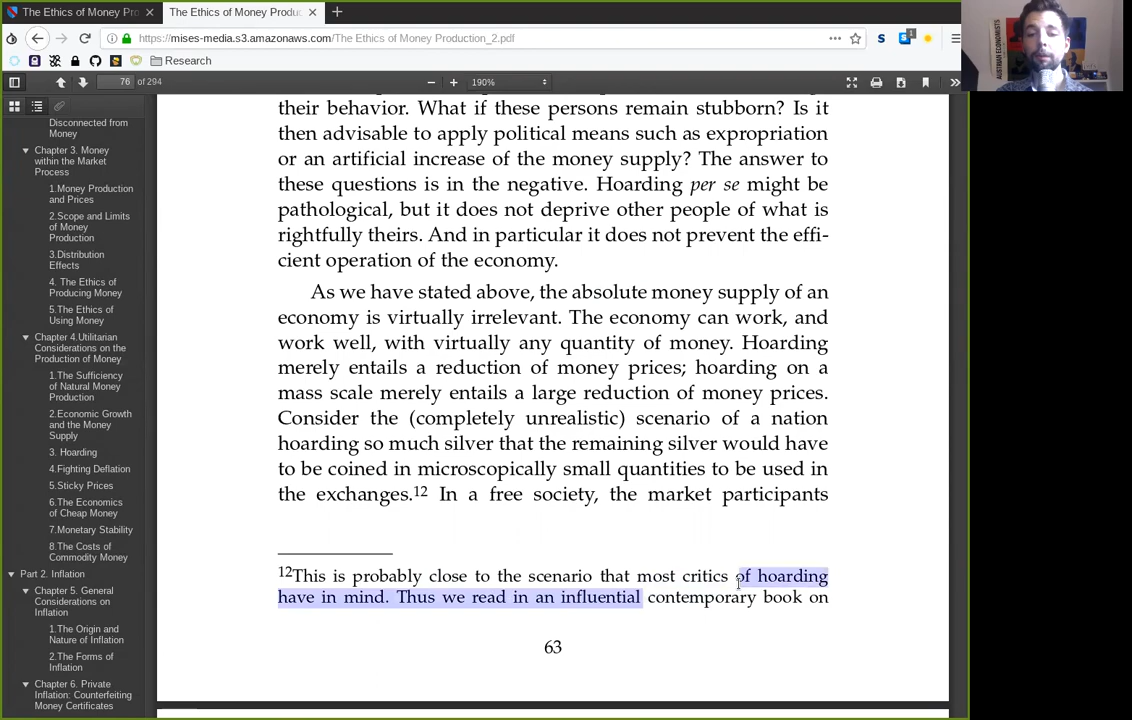 The Ethics of Money Pro
The Ethics of Money Produc
https://mises-media.s3.amazonaws.com/The Ethics of Money Production_2.pdf
S
1
Research
76 of 294
190%
Disconnected from
Money
Chapter 3. Money
within the Market
Process
1.Money Production
and Prices
2.Scope and Limits
of Money
Production
3.Distribution
Effects
4. The Ethics of
Producing Money
5.The Ethics of
Using Money
Chapter 4.Utilitarian
Considerations on the
Production of Money
1.The Sufficiency
of Natural Money
Production
2.Economic Growth
and the Money
Supply
3. Hoarding
4.Fighting Deflation
5.Sticky Prices
6.The Economics
of Cheap Money
7.Monetary Stability
8.The Costs of
Commodity Money
Part 2. Inflation
Chapter 5. General
Considerations on
Inflation
1.The Origin and
Nature of Inflation
2.The Forms of
Inflation
Chapter 6. Private
Inflation: Counterfeiting
Money Certificates
their behavior. What if these persons remain stubborn? Is it
then advisable to apply political means such as expropriation
or an artificial increase of the money supply? The answer to
these questions is in the negative. Hoarding per se might be
pathological, but it does not deprive other people of what is
rightfully theirs. And in particular it does not prevent the effi-
cient operation of the economy.
As we have stated above, the absolute money supply of an
economy is virtually irrelevant. The economy can work, and
work well, with virtually any quantity of money. Hoarding
merely entails a reduction of money prices; hoarding on a
mass scale merely entails a large reduction of money prices.
Consider the (completely unrealistic) scenario of a nation
hoarding so much silver that the remaining silver would have
to be coined in microscopically small quantities to be used in
the exchanges.12 In a free society, the market participants
12This is probably close to the scenario that most critics of hoarding
have in mind. Thus we read in an influential contemporary book on
63
AUSTRIAN ECONOMISTS